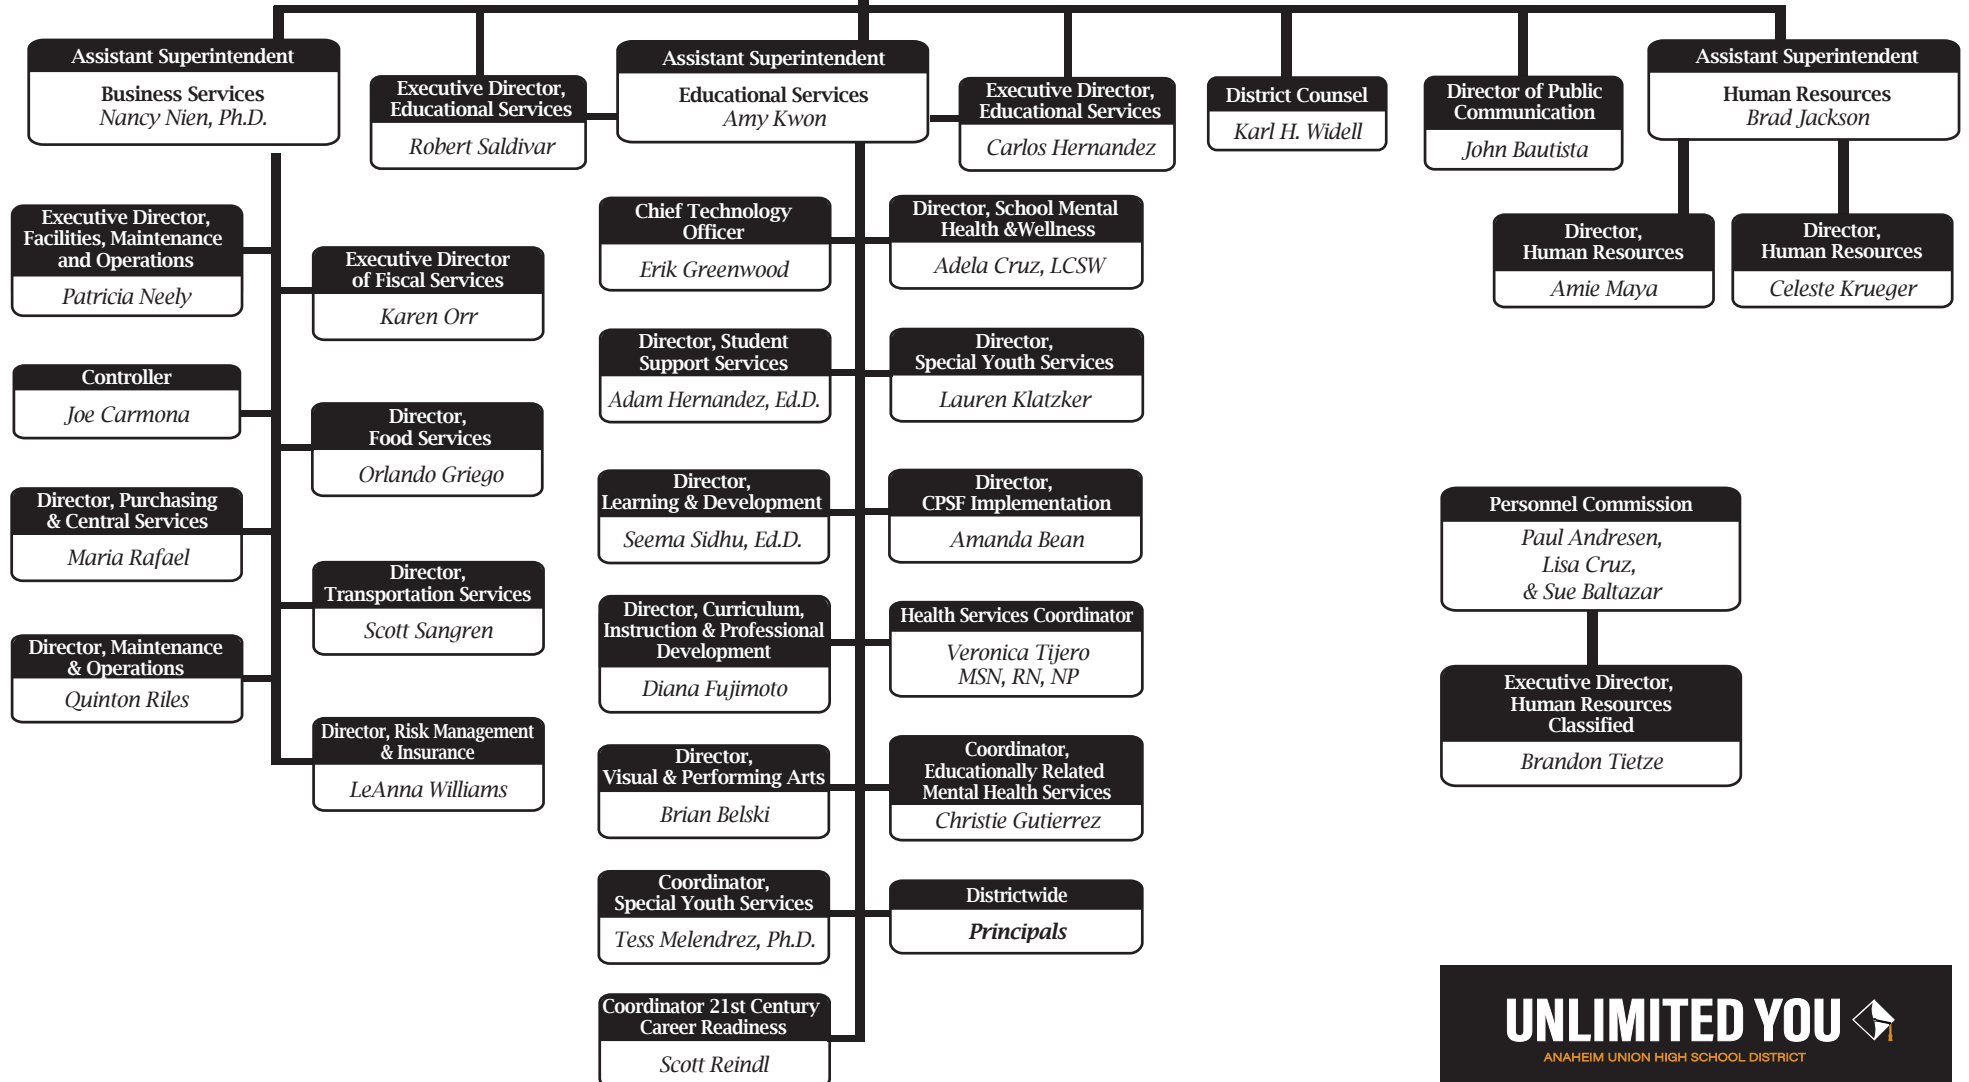 Assistant Superintendent
Business Services
Nancy Nien, Ph.D.
Executive Director,
Educational Services
Robert Saldivar
Assistant Superintendent
Educational Services
Amy Kwon
Executive Director,
Educational Services
Carlos Hernandez
District Counsel
Karl H. Widell
Director of Public
Communication
John Bautista
Assistant Superintendent
Human Resources
Brad Jackson
Executive Director,
Facilities, Maintenance
and Operations
Patricia Neely
Executive Director
of Fiscal Services
Karen Orr
Controller
Joe Carmona
Director,
Food Services
Orlando Griego
Director, Purchasing
& Central Services
Maria Rafael
Director,
Transportation Services
Scott Sangren
Director, Maintenance
& Operations
Quinton Riles
Director, Risk Management
& Insurance
LeAnna Williams
Chief Technology
Officer
Erik Greenwood
Director, School Mental
Health &Wellness
Adela Cruz, LCSW
Director, Student
Support Services
Adam Hernandez, Ed.D.
Director,
Special Youth Services
Lauren Klatzker
Director,
Learning & Development
Seema Sidhu, Ed.D.
Director,
CPSF Implementation
Amanda Bean
Director, Curriculum,
Instruction & Professional
Development
Diana Fujimoto
Health Services Coordinator
Veronica Tijero
MSN, RN, NP
Director,
Visual & Performing Arts
Brian Belski
Coordinator,
Educationally Related
Mental Health Services
Christie Gutierrez
Coordinator,
Special Youth Services
Tess Melendrez, Ph.D.
Districtwide
Principals
Coordinator 21st Century
Career Readiness
Scott Reindl
Director,
Human Resources
Amie Maya
Director,
Human Resources
Celeste Krueger
Personnel Commission
Paul Andresen,
Lisa Cruz,
& Sue Baltazar
Executive Director,
Human Resources
Classified
Brandon Tietze
UNLIMITED YOU
ANAHEIM UNION HIGH SCHOOL DISTRICT